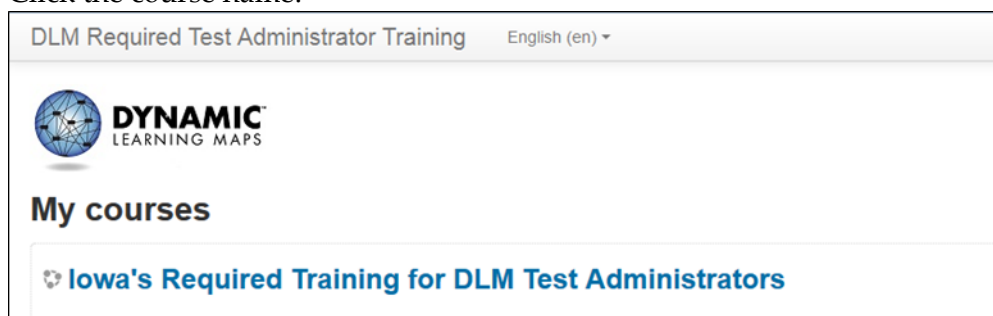 Click the course name.
DLM Required Test Administrator Training English (en)
DYNAMIC™
LEARNING MAPS
My courses
Iowa's Required Training for DLM Test Administrators